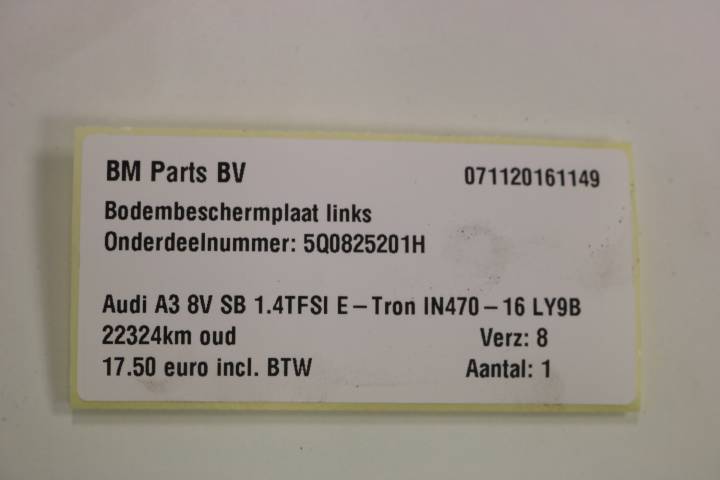 BM Parts BV 071120161149
Bodembeschermplaat links
Onderdeelnummer: 5Q0825201H
Audi A3 8V SB 1.4TFSI E-Tron IN470-16 LY9B
22324km oud Verz: 8
17.50 euro incl. BTW Aantal: 1